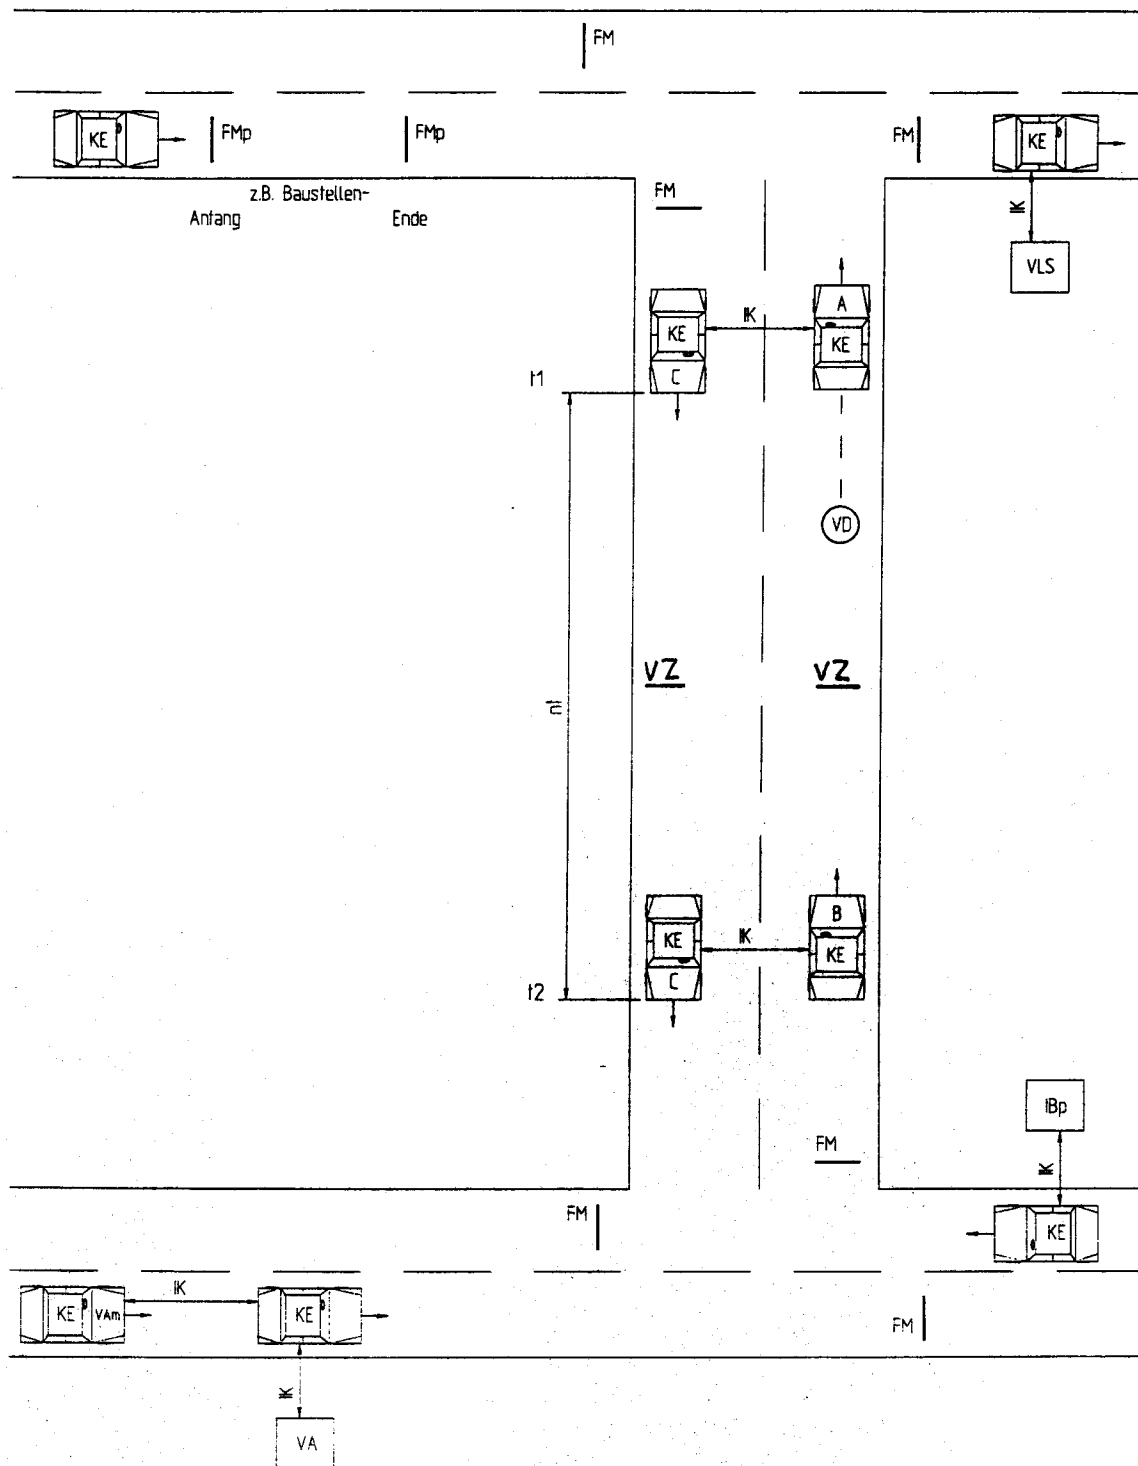 FM
KE
FMp
FMp
FM
KE
z.B. Baustellen-
Anfang
Ende
FM
IK
VLS
KE
C
IK
A
KE
t1
VD
VZ
VZ
nt
KE
C
IK
B
KE
t2
IBp
IK
FM
FM
KE
KE
VAm
IK
KE
FM
IK
VA